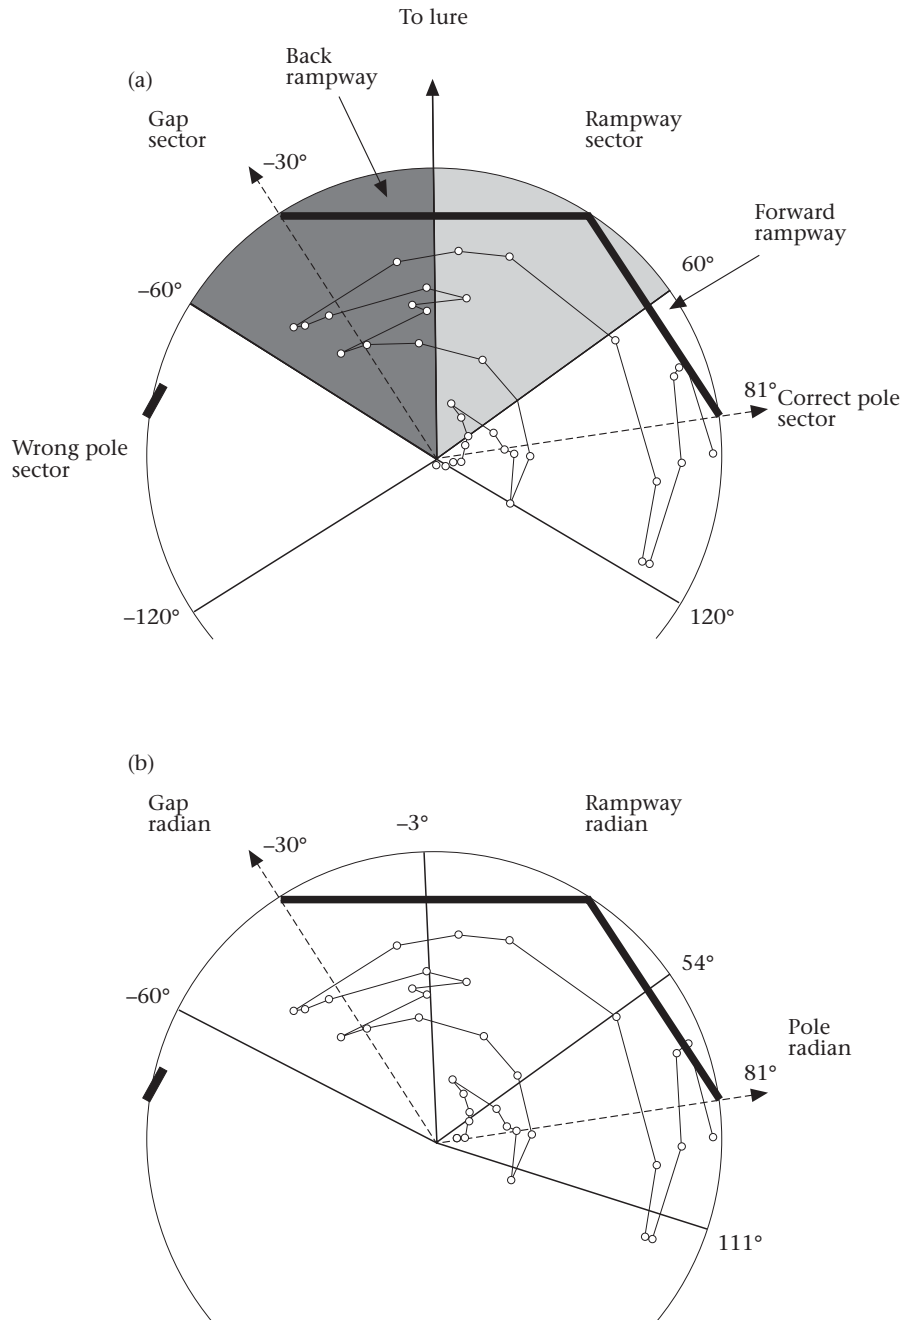 To lure
(a)
Back
rampway
Gap
sector
Rampway
sector
–30°
Forward
rampway
60°
–60°
81°
Correct pole
sector
Wrong pole
sector
–120°
120°
(b)
Gap
radian
Rampway
radian
–3°
–30°
54°
–60°
Pole
radian
81°
111°